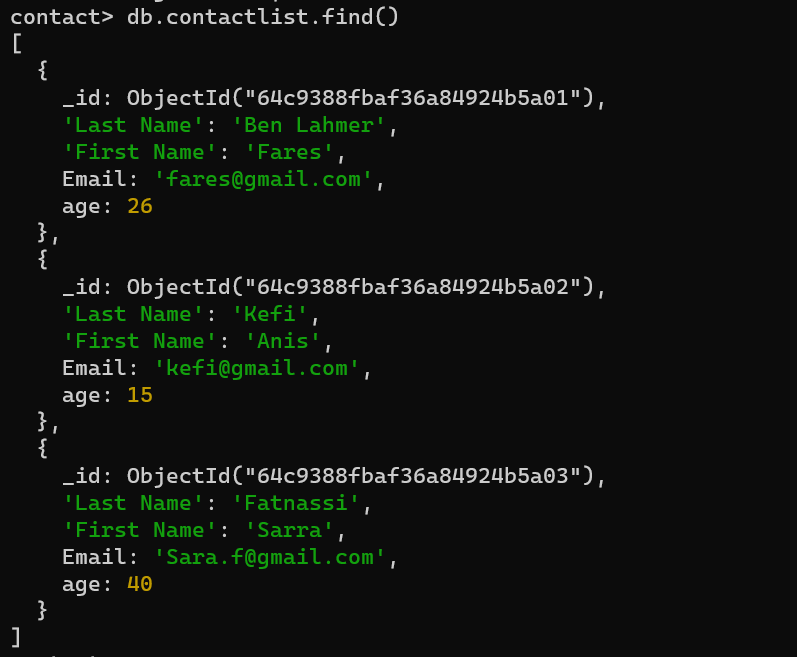 contact> db.contactlist.find()
[
  {
    _id: ObjectId("64c9388fbaf36a84924b5a01"),
    'Last Name': 'Ben Lahmer',
    'First Name': 'Fares',
    Email: 'fares@gmail.com',
    age: 26
  },
  {
    _id: ObjectId("64c9388fbaf36a84924b5a02"),
    'Last Name': 'Kefi',
    'First Name': 'Anis',
    Email: 'kefi@gmail.com',
    age: 15
  },
  {
    _id: ObjectId("64c9388fbaf36a84924b5a03"),
    'Last Name': 'Fatnassi',
    'First Name': 'Sarra',
    Email: 'Sara.f@gmail.com',
    age: 40
  }
]